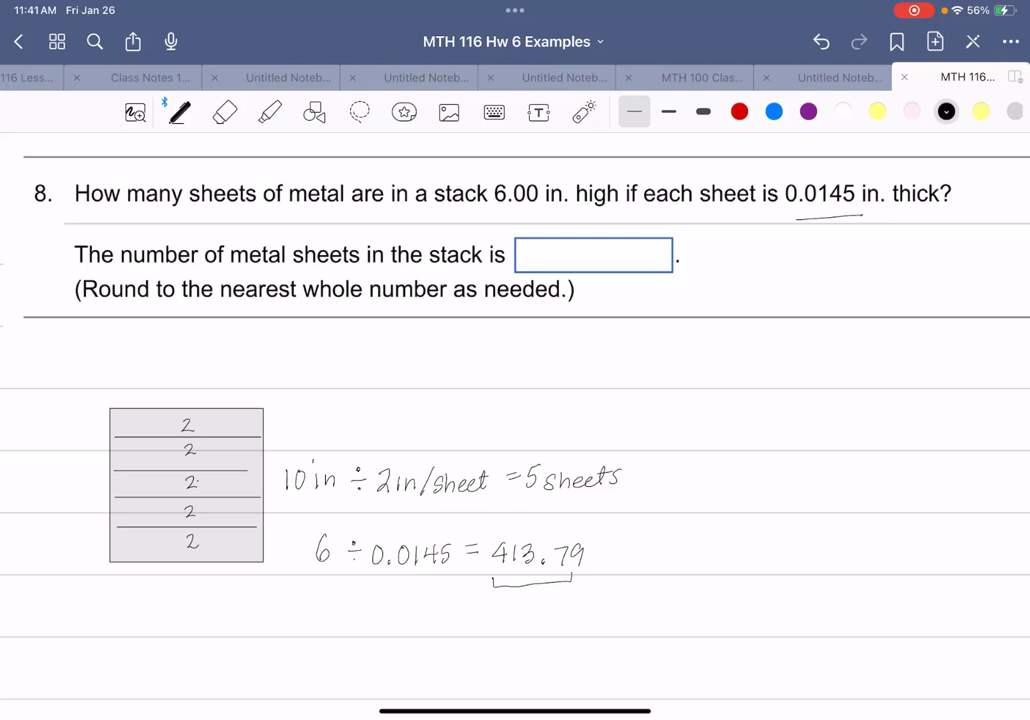 11:41 AM Fri Jan 26
56%
MTH 116 Hw 6 Examples
116 Less... Class Notes 1... Untitled Noteb... Untitled Noteb... Untitled Noteb... MTH 100 Clas... Untitled Noteb... MTH 116...
8. How many sheets of metal are in a stack 6.00 in. high if each sheet is 0.0145 in. thick?
The number of metal sheets in the stack is .
(Round to the nearest whole number as needed.)
2
2
2
2
2
10 in ÷ 2 in/sheet = 5 sheets
6 ÷ 0.0145 = 413.79